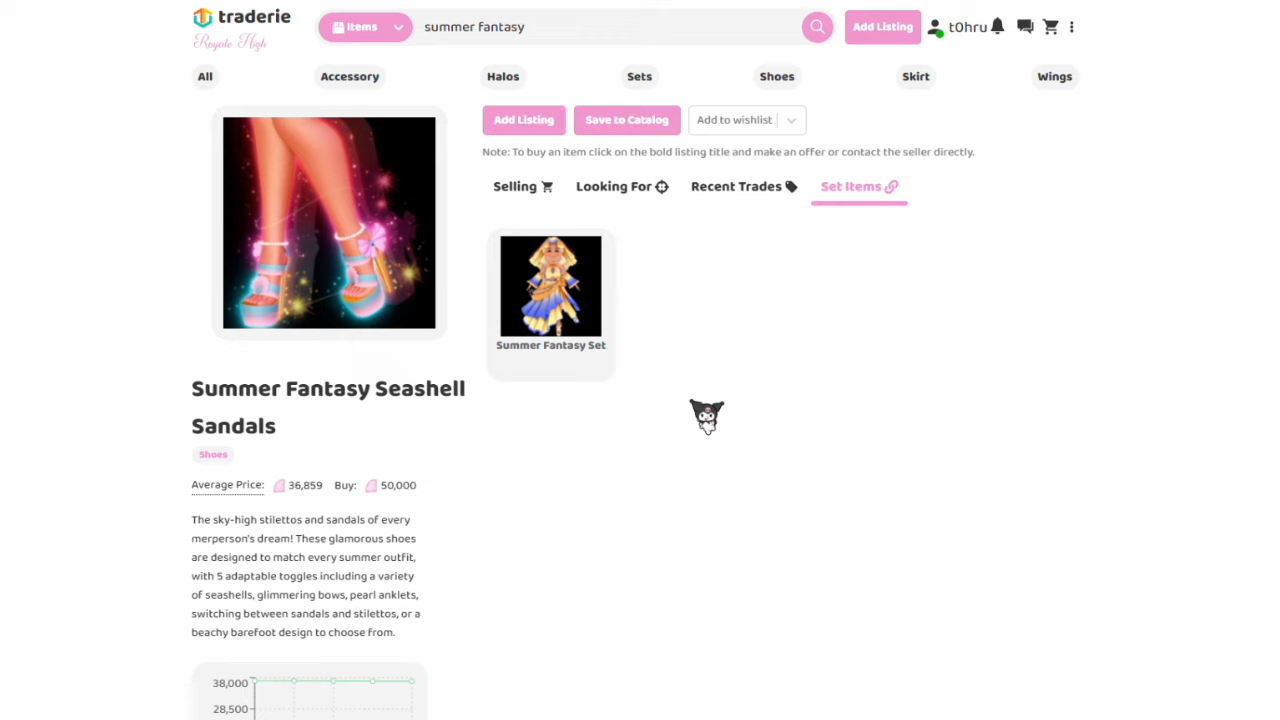 traderie
Royale High
Items
summer fantasy
Add Listing
t0hru
All
Accessory
Halos
Sets
Shoes
Skirt
Wings
Add Listing
Save to Catalog
Add to wishlist
Note: To buy an item click on the bold listing title and make an offer or contact the seller directly.
Selling
Looking For
Recent Trades
Set Items
Summer Fantasy Set
Summer Fantasy Seashell
Sandals
Shoes
Average Price: 36,859 Buy: 50,000
The sky-high stilettos and sandals of every
merperson's dream! These glamorous shoes
are designed to match every summer outfit,
with 5 adaptable toggles including a variety
of seashells, glimmering bows, pearl anklets,
switching between sandals and stilettos, or a
beachy barefoot design to choose from.
38,000
28,500